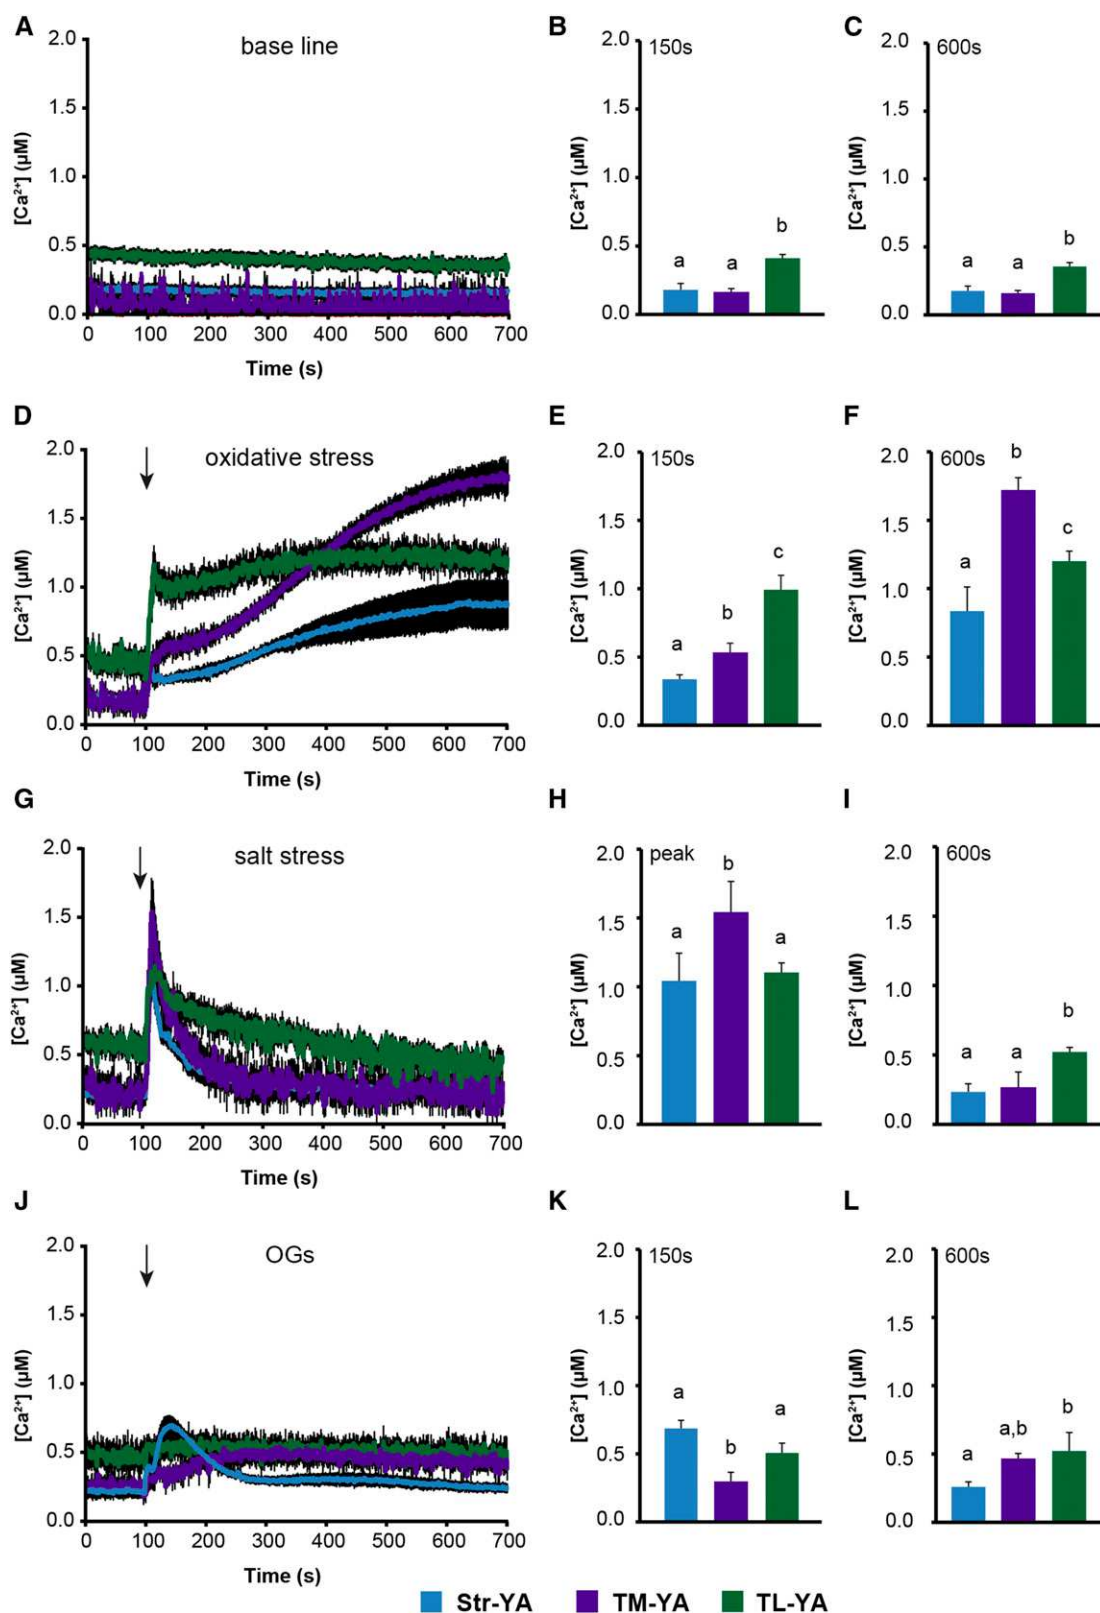 A
base line
2.0
1.5
1.0
0.5
0.0
[Ca²⁺] (µM)
0 100 200 300 400 500 600 700
Time (s)
B
150s
2.0
1.5
1.0
0.5
0.0
[Ca²⁺] (µM)
a a b
C
600s
2.0
1.5
1.0
0.5
0.0
[Ca²⁺] (µM)
a a b
D
oxidative stress
2.0
1.5
1.0
0.5
0.0
[Ca²⁺] (µM)
0 100 200 300 400 500 600 700
Time (s)
E
150s
2.0
1.5
1.0
0.5
0.0
[Ca²⁺] (µM)
a b c
F
600s
2.0
1.5
1.0
0.5
0.0
[Ca²⁺] (µM)
a b c
G
salt stress
2.0
1.5
1.0
0.5
0.0
[Ca²⁺] (µM)
0 100 200 300 400 500 600 700
Time (s)
H
peak
2.0
1.5
1.0
0.5
0.0
[Ca²⁺] (µM)
a b a
I
600s
2.0
1.5
1.0
0.5
0.0
[Ca²⁺] (µM)
a a b
J
OGs
2.0
1.5
1.0
0.5
0.0
[Ca²⁺] (µM)
0 100 200 300 400 500 600 700
Time (s)
K
150s
2.0
1.5
1.0
0.5
0.0
[Ca²⁺] (µM)
a b a
L
600s
2.0
1.5
1.0
0.5
0.0
[Ca²⁺] (µM)
a a,b b
Str-YA TM-YA TL-YA